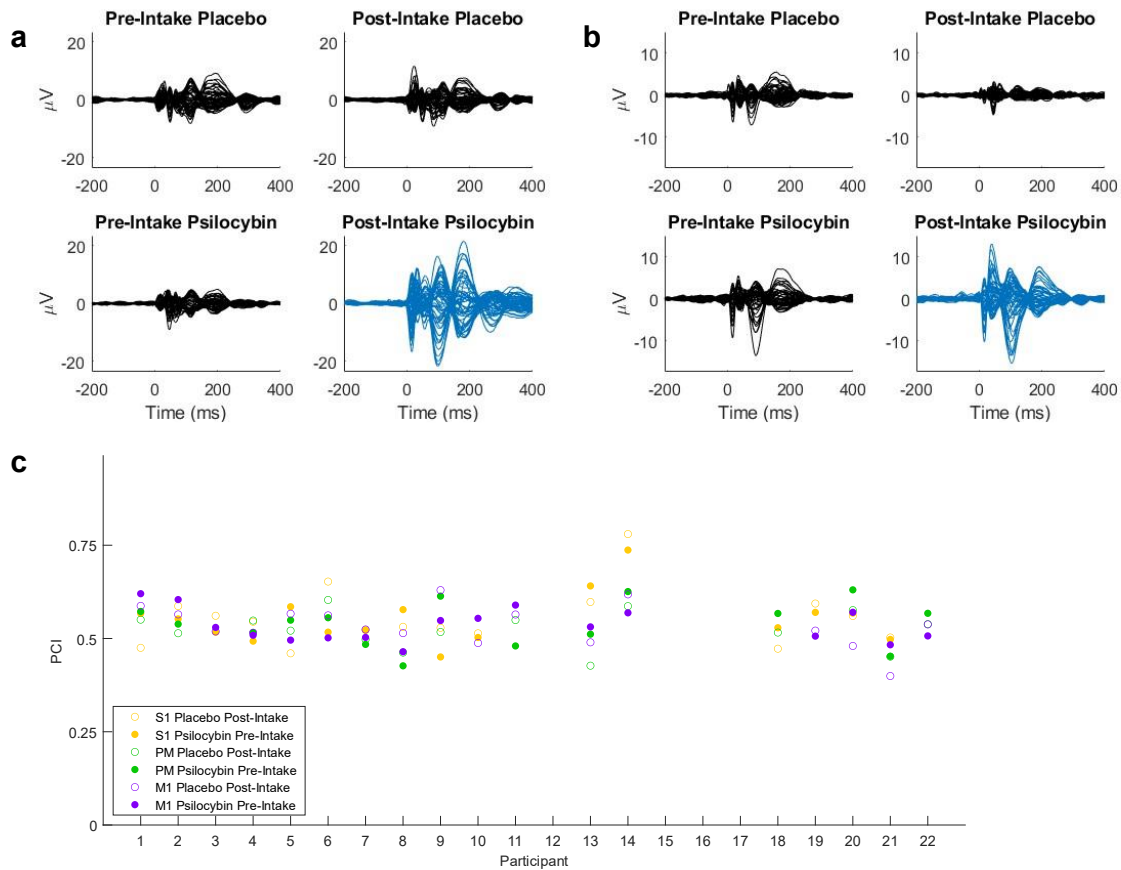 a
Pre-Intake Placebo
Post-Intake Placebo
b
Pre-Intake Placebo
Post-Intake Placebo
20
0
-20
μV
-200 0 200 400
20
0
-20
-200 0 200 400
10
0
-10
μV
-200 0 200 400
10
0
-10
-200 0 200 400
Pre-Intake Psilocybin
Post-Intake Psilocybin
Pre-Intake Psilocybin
Post-Intake Psilocybin
20
0
-20
μV
-200 0 200 400
Time (ms)
20
0
-20
-200 0 200 400
Time (ms)
10
0
-10
μV
-200 0 200 400
Time (ms)
10
0
-10
-200 0 200 400
Time (ms)
c
0.75
0.5
0.25
0
PCI
S1 Placebo Post-Intake
S1 Psilocybin Pre-Intake
PM Placebo Post-Intake
PM Psilocybin Pre-Intake
M1 Placebo Post-Intake
M1 Psilocybin Pre-Intake
1 2 3 4 5 6 7 8 9 10 11 12 13 14 15 16 17 18 19 20 21 22
Participant